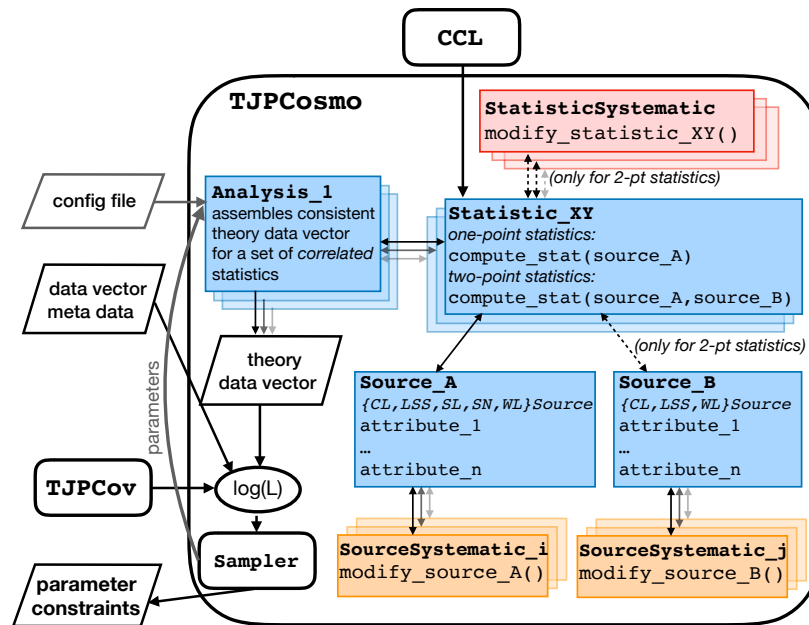 CCL
TJPCosmo
StatisticSystematic
modify_statistic_XY()
(only for 2-pt statistics)
config file
Analysis_1
assembles consistent
theory data vector
for a set of correlated
statistics
Statistic_XY
one-point statistics:
compute_stat(source_A)
two-point statistics:
compute_stat(source_A,source_B)
data vector
meta data
theory
data vector
(only for 2-pt statistics)
parameters
Source_A
{CL,LSS,SL,SN,WL}Source
attribute_1
…
attribute_n
Source_B
{CL,LSS,WL}Source
attribute_1
…
attribute_n
TJPCov
log(L)
Sampler
SourceSystematic_i
modify_source_A()
SourceSystematic_j
modify_source_B()
parameter
constraints